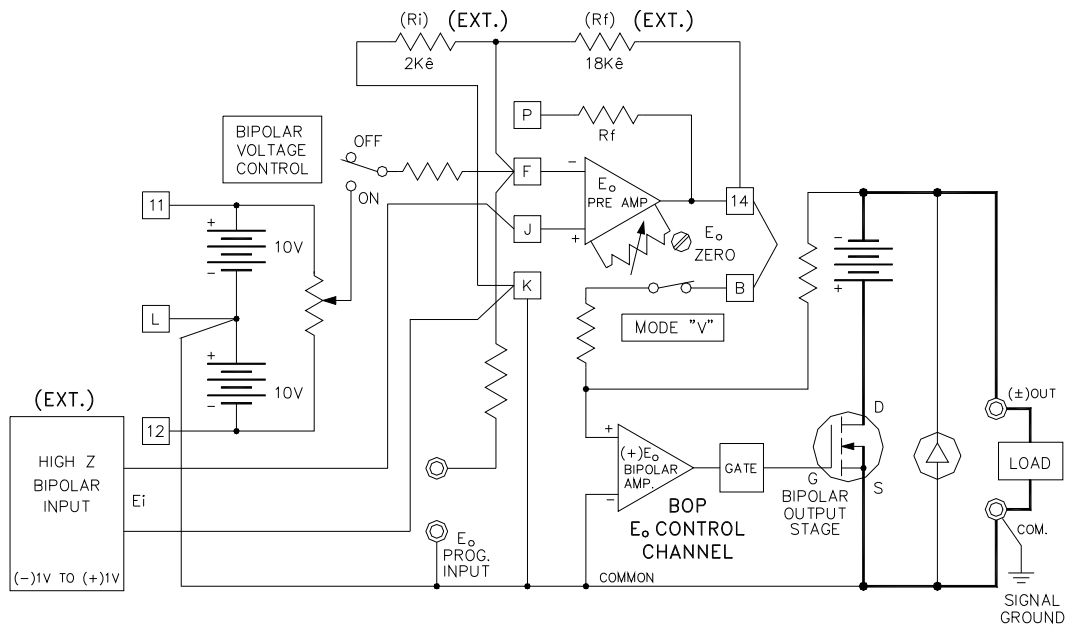 (Ri) (EXT.) (Rf) (EXT.)
2Kê 18Kê
P
Rf
BIPOLAR
VOLTAGE
CONTROL
OFF
ON
F
−
Eo
PRE AMP
J
+
14
Eo
ZERO
K
B
MODE "V"
11
+
10V
−
L
+
10V
−
12
−
+
(EXT.)
HIGH Z
BIPOLAR
INPUT
Ei
(−)1V TO (+)1V
Eo
PROG.
INPUT
+
(+)Eo
BIPOLAR
AMP.
−
GATE
BOP
Eo CONTROL
CHANNEL
D
G
S
BIPOLAR
OUTPUT
STAGE
(±)OUT
LOAD
COM.
COMMON
SIGNAL
GROUND